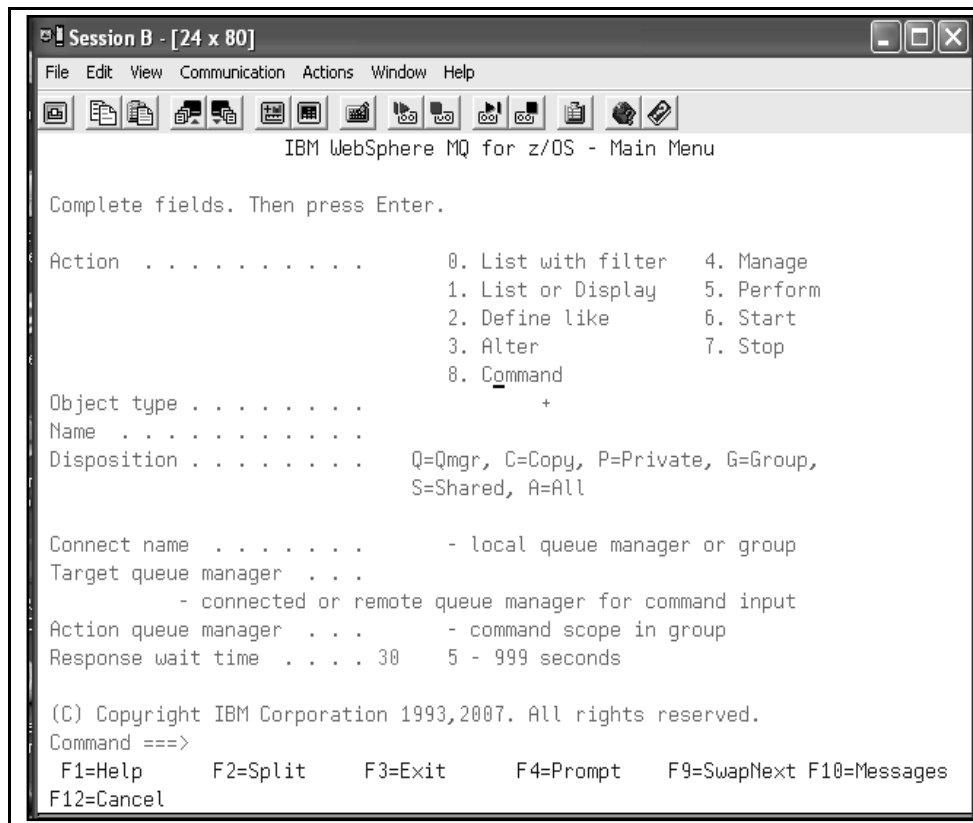 Session B - [24 x 80]
File Edit View Communication Actions Window Help
IBM WebSphere MQ for z/OS - Main Menu
Complete fields. Then press Enter.
Action . . . . . . . . . . 0. List with filter 4. Manage
1. List or Display 5. Perform
2. Define like 6. Start
3. Alter 7. Stop
8. Command
Object type . . . . . . . . +
Name . . . . . . . . . . .
Disposition . . . . . . . . Q=Qmgr, C=Copy, P=Private, G=Group,
S=Shared, A=All
Connect name . . . . . . . - local queue manager or group
Target queue manager . . .
- connected or remote queue manager for command input
Action queue manager . . . - command scope in group
Response wait time . . . . 30 5 - 999 seconds
(C) Copyright IBM Corporation 1993,2007. All rights reserved.
Command ===>
F1=Help F2=Split F3=Exit F4=Prompt F9=SwapNext F10=Messages
F12=Cancel